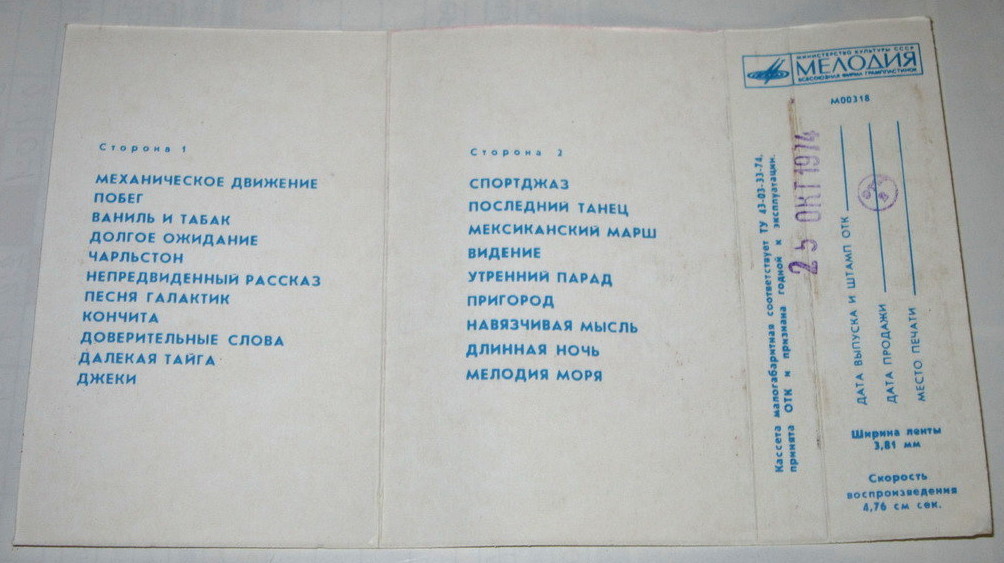 Сторона 1
МЕХАНИЧЕСКОЕ ДВИЖЕНИЕ
ПОБЕГ
ВАНИЛЬ И ТАБАК
ДОЛГОЕ ОЖИДАНИЕ
ЧАРЛЬСТОН
НЕПРЕДВИДЕННЫЙ РАССКАЗ
ПЕСНЯ ГАЛАКТИК
КОНЧИТА
ДОВЕРИТЕЛЬНЫЕ СЛОВА
ДАЛЕКАЯ ТАЙГА
ДЖЕКИ
Сторона 2
СПОРТДЖАЗ
ПОСЛЕДНИЙ ТАНЕЦ
МЕКСИКАНСКИЙ МАРШ
ВИДЕНИЕ
УТРЕННИЙ ПАРАД
ПРИГОРОД
НАВЯЗЧИВАЯ МЫСЛЬ
ДЛИННАЯ НОЧЬ
МЕЛОДИЯ МОРЯ
МИНИСТЕРСТВО КУЛЬТУРЫ СССР
МЕЛОДИЯ
ВСЕСОЮЗНАЯ ФИРМА ГРАМПЛАСТИНОК
М00318
Кассета малогабаритная соответствует ТУ 43-03-33-74,
принята ОТК и признана годной к эксплуатации.
25 ОКТ 1974
ДАТА ВЫПУСКА И ШТАМП ОТК
ДАТА ПРОДАЖИ
МЕСТО ПЕЧАТИ
Ширина ленты
3,81 мм
Скорость
воспроизведения
4,76 см сек.